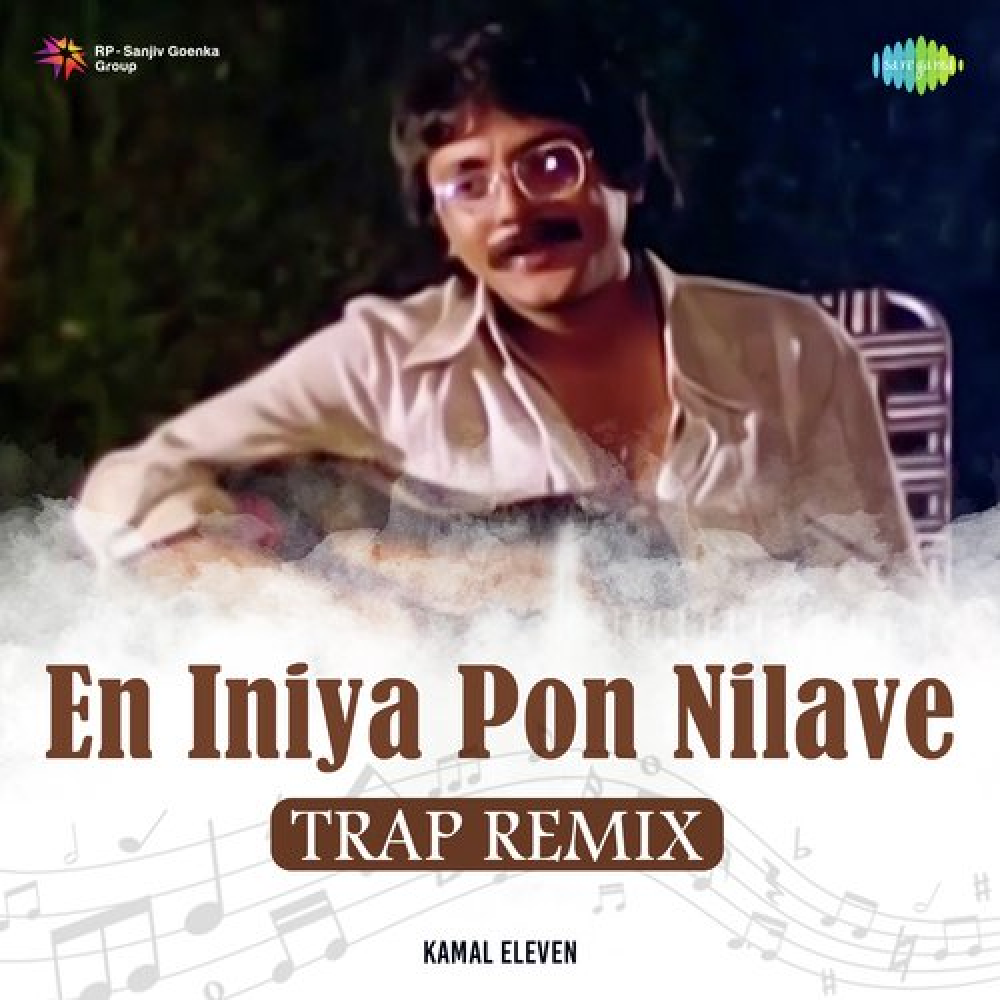 RP - Sanjiv Goenka
Group
saregama
En Iniya Pon Nilave
TRAP REMIX
KAMAL ELEVEN